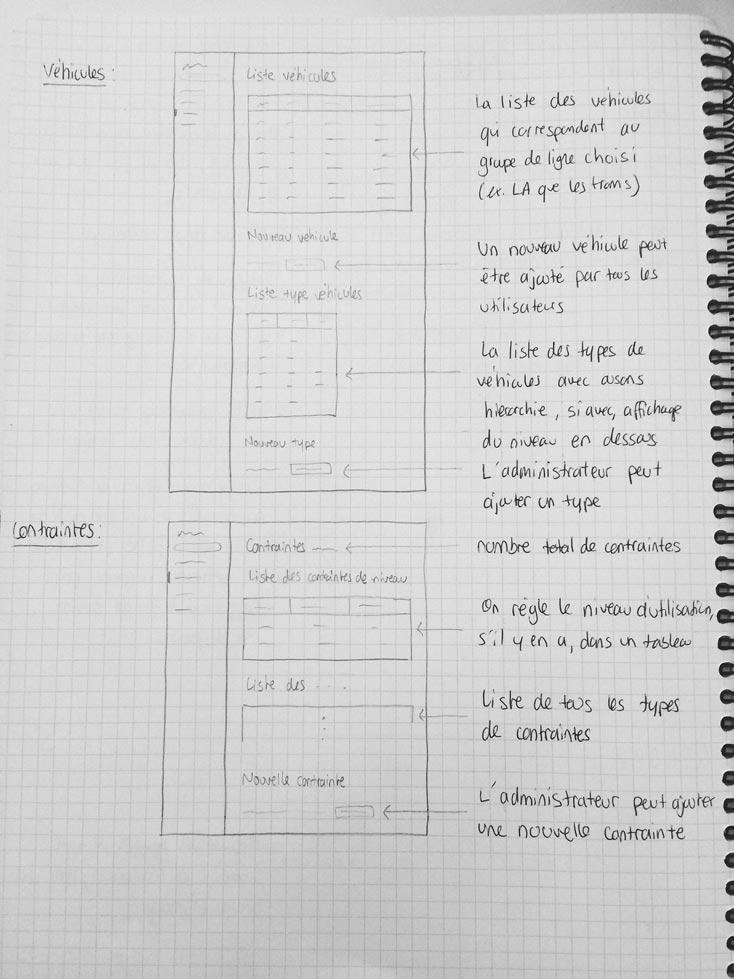 Véhicules :
Liste véhicules
La liste des véhicules
qui correspondent au
groupe de ligne choisi
(ex. LA que les trams)
Nouveau véhicule
Un nouveau véhicule peut
être ajouté par tous les
utilisateurs
Liste type véhicules
La liste des types de
véhicules avec ou sans
hierarchie, si avec, affichage
du niveau en dessous
Nouveau type
L'administrateur peut
ajouter un type
Contraintes :
Contraintes
nombre total de contraintes
Liste des contraintes de niveau
On règle le niveau d'utilisation,
s'il y en a, dans un tableau
Liste des ....
Liste de tous les types
de contraintes
Nouvelle contrainte
L'administrateur peut ajouter
une nouvelle contrainte